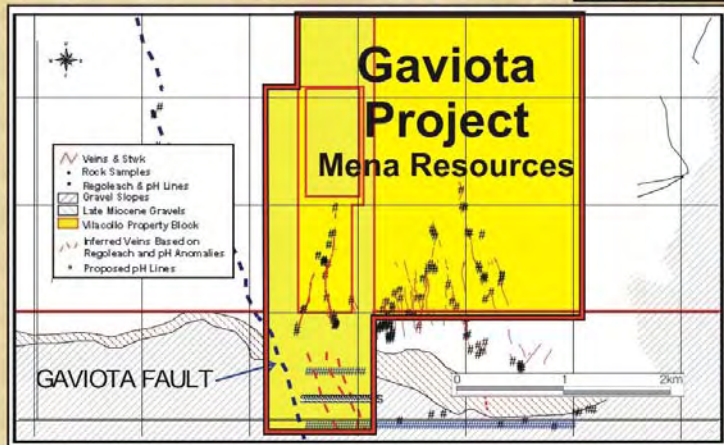 Gaviota
Project
Mena Resources
Veins & Stwk
Rock Samples
Regoleach & pH Lines
Gravel Slopes
Late Miocene Gravels
Villacollo Property Block
Inferred Veins Based on
Regoleach and pH Anomalies
Proposed pH Lines
GAVIOTA FAULT
0 1 2km